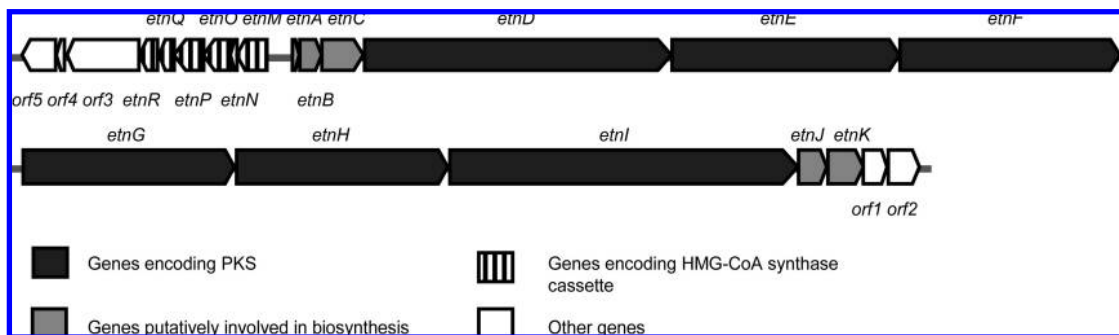 etnQ etnO etnM etnA etnC etnD etnE etnF
orf5 orf4 orf3 etnR etnP etnN etnB
etnG etnH etnI etnJ etnK
orf1 orf2
Genes encoding PKS
Genes encoding HMG-CoA synthase
cassette
Genes putatively involved in biosynthesis
Other genes